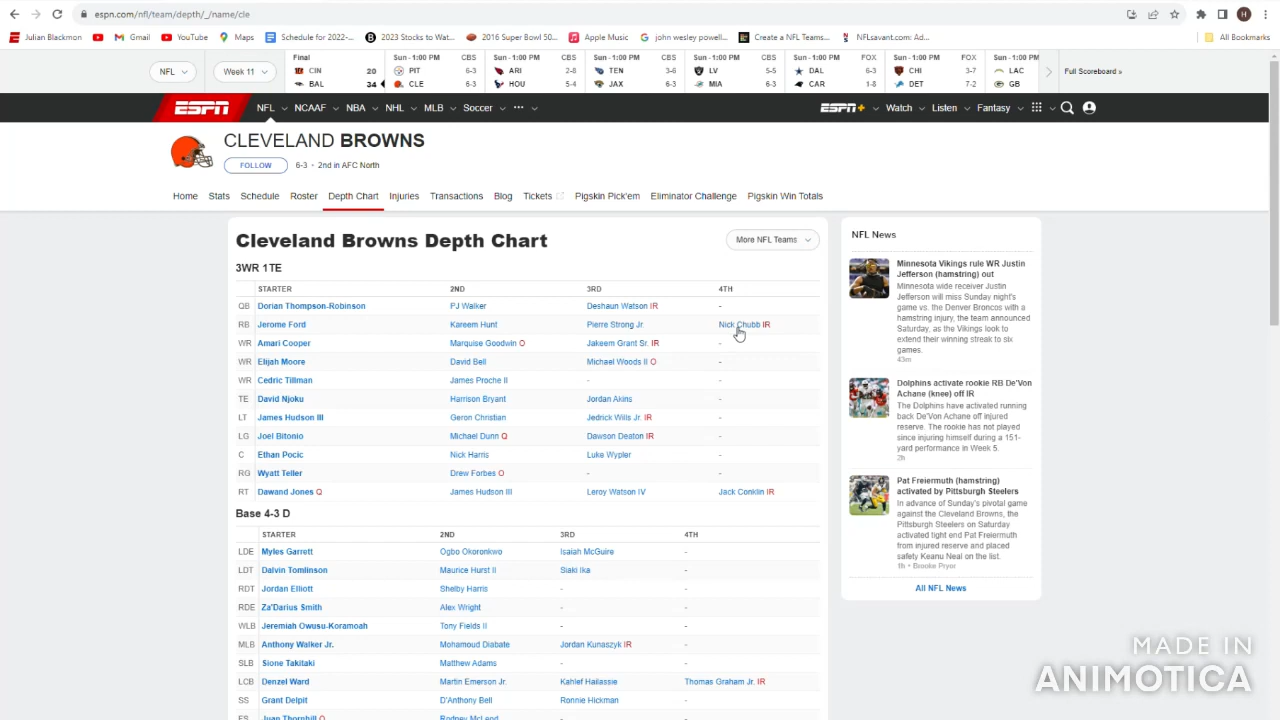 espn.com/nfl/team/depth/_/name/cle
Julian Blackmon
Gmail
YouTube
Maps
Schedule for 2022-...
2023 Stocks to Wat...
2016 Super Bowl 50...
Apple Music
john wesley powell...
Create a NFL Teams...
NFLsavant.com: Ad...
All Bookmarks
NFL
Week 11
Final
CIN 20
BAL 34
Sun - 1:00 PM CBS
PIT 6-3
CLE 6-3
Sun - 1:00 PM CBS
ARI 2-8
HOU 5-4
Sun - 1:00 PM CBS
TEN 3-6
JAX 6-3
Sun - 1:00 PM CBS
LV 5-5
MIA 6-3
Sun - 1:00 PM FOX
DAL 6-3
CAR 1-8
Sun - 1:00 PM FOX
CHI 3-7
DET 7-2
Sun - 1:00 PM
LAC
GB
Full Scoreboard »
ESPN NFL NCAAF NBA NHL MLB Soccer ••• ESPN+ Watch Listen Fantasy
CLEVELAND BROWNS
FOLLOW 6-3 • 2nd in AFC North
Home Stats Schedule Roster Depth Chart Injuries Transactions Blog Tickets Pigskin Pick'em Eliminator Challenge Pigskin Win Totals
Cleveland Browns Depth Chart
More NFL Teams
3WR 1TE
STARTER 2ND 3RD 4TH
QB Dorian Thompson-Robinson PJ Walker Deshaun Watson IR -
RB Jerome Ford Kareem Hunt Pierre Strong Jr. Nick Chubb IR
WR Amari Cooper Marquise Goodwin O Jakeem Grant Sr. IR -
WR Elijah Moore David Bell Michael Woods II O -
WR Cedric Tillman James Proche II - -
TE David Njoku Harrison Bryant Jordan Akins -
LT James Hudson III Geron Christian Jedrick Wills Jr. IR -
LG Joel Bitonio Michael Dunn Q Dawson Deaton IR -
C Ethan Pocic Nick Harris Luke Wypler -
RG Wyatt Teller Drew Forbes O - -
RT Dawand Jones Q James Hudson III Leroy Watson IV Jack Conklin IR
Base 4-3 D
STARTER 2ND 3RD 4TH
LDE Myles Garrett Ogbo Okoronkwo Isaiah McGuire -
LDT Dalvin Tomlinson Maurice Hurst II Siaki Ika -
RDT Jordan Elliott Shelby Harris - -
RDE Za'Darius Smith Alex Wright - -
WLB Jeremiah Owusu-Koramoah Tony Fields II - -
MLB Anthony Walker Jr. Mohamoud Diabate Jordan Kunaszyk IR -
SLB Sione Takitaki Matthew Adams - -
LCB Denzel Ward Martin Emerson Jr. Kahlef Hailassie Thomas Graham Jr. IR
SS Grant Delpit D'Anthony Bell Ronnie Hickman -
FS Juan Thornhill Q Rodney McLeod - -
NFL News
Minnesota Vikings rule WR Justin
Jefferson (hamstring) out
Minnesota wide receiver Justin
Jefferson will miss Sunday night's
game vs. the Denver Broncos with
a hamstring injury, the team announced
Saturday, as the Vikings look to
extend their winning streak to six
games.
43m
Dolphins activate rookie RB De'Von
Achane (knee) off IR
The Dolphins have activated running
back De'Von Achane off injured
reserve. The rookie has not played
since injuring himself during a 151-
yard performance in Week 5.
2h
Pat Freiermuth (hamstring)
activated by Pittsburgh Steelers
In advance of Sunday's pivotal game
against the Cleveland Browns, the
Pittsburgh Steelers on Saturday
activated tight end Pat Freiermuth
from injured reserve and placed
safety Keanu Neal on the list.
1h • Brooke Pryor
All NFL News
MADE IN
ANIMOTICA